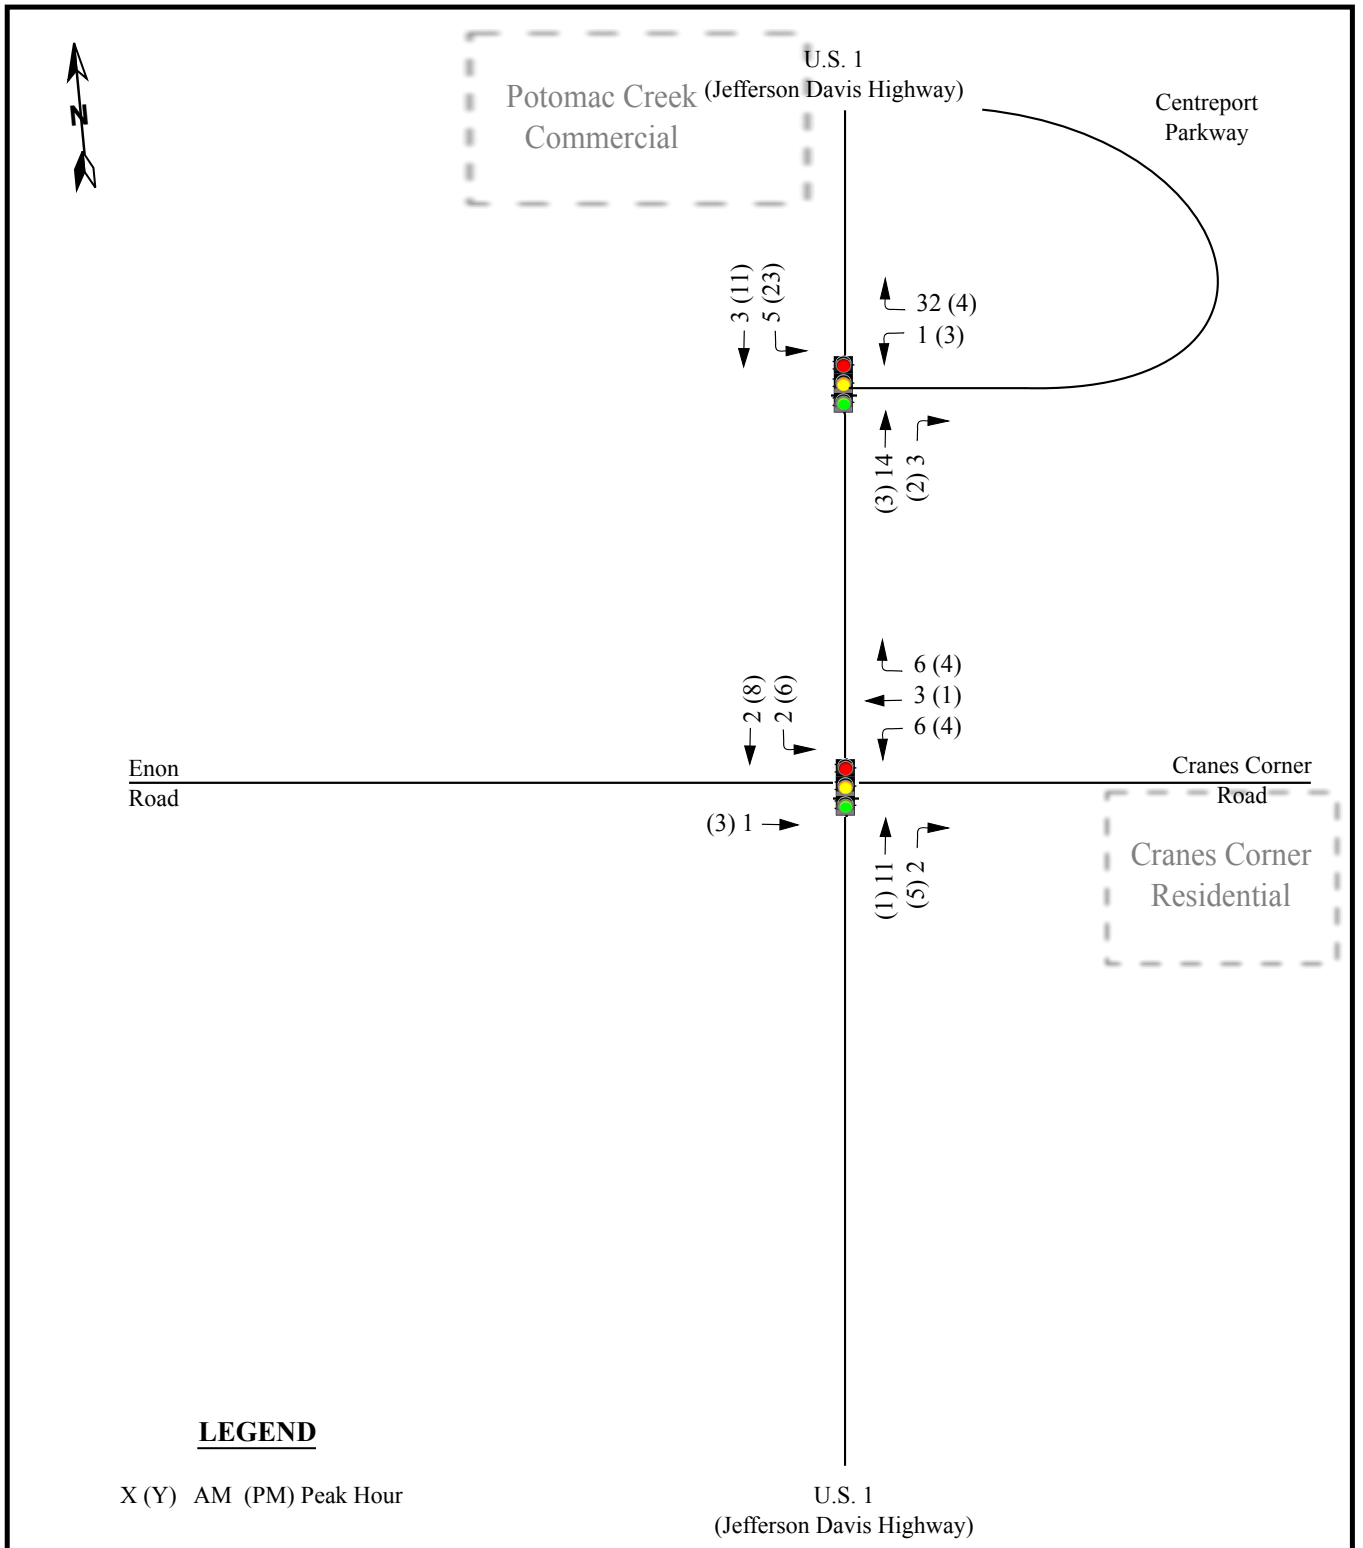 U.S. 1
(Jefferson Davis Highway)
Potomac Creek
Commercial
Centreport
Parkway
N
3 (11)
5 (23)
32 (4)
1 (3)
(3) 14
(2) 3
6 (4)
3 (1)
6 (4)
2 (8)
2 (6)
Enon
Road
Cranes Corner
Road
(3) 1
(1) 11
(5) 2
Cranes Corner
Residential
LEGEND
X (Y) AM (PM) Peak Hour
U.S. 1
(Jefferson Davis Highway)